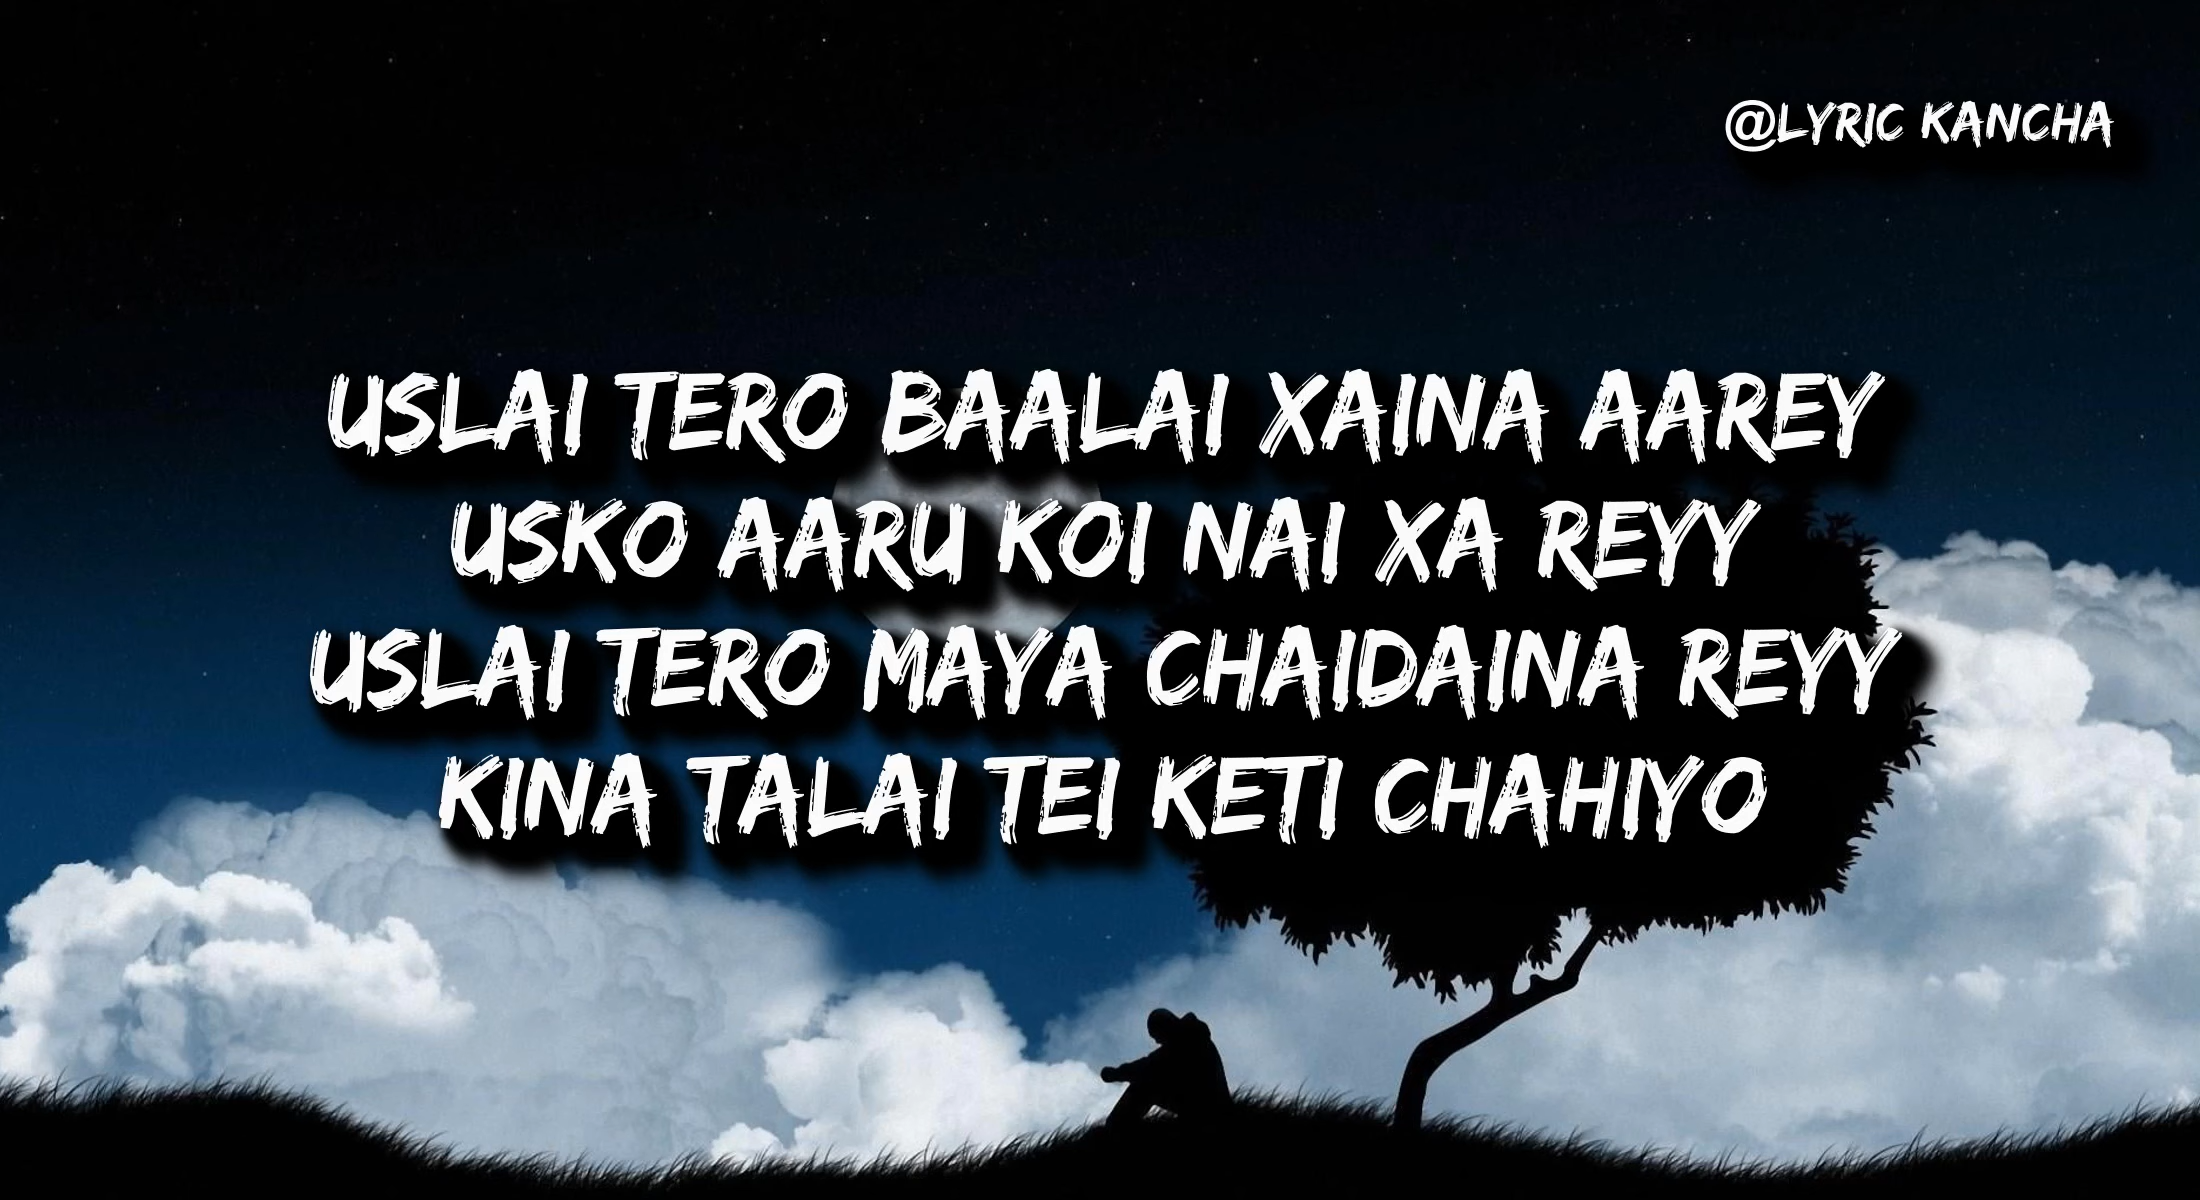 @LYRIC KANCHA
USLAI TERO BAALAI XAINA AAREY
USKO AARU KOI NAI XA REYY
USLAI TERO MAYA CHAIDAINA REYY
KINA TALAI TEI KETI CHAHIYO